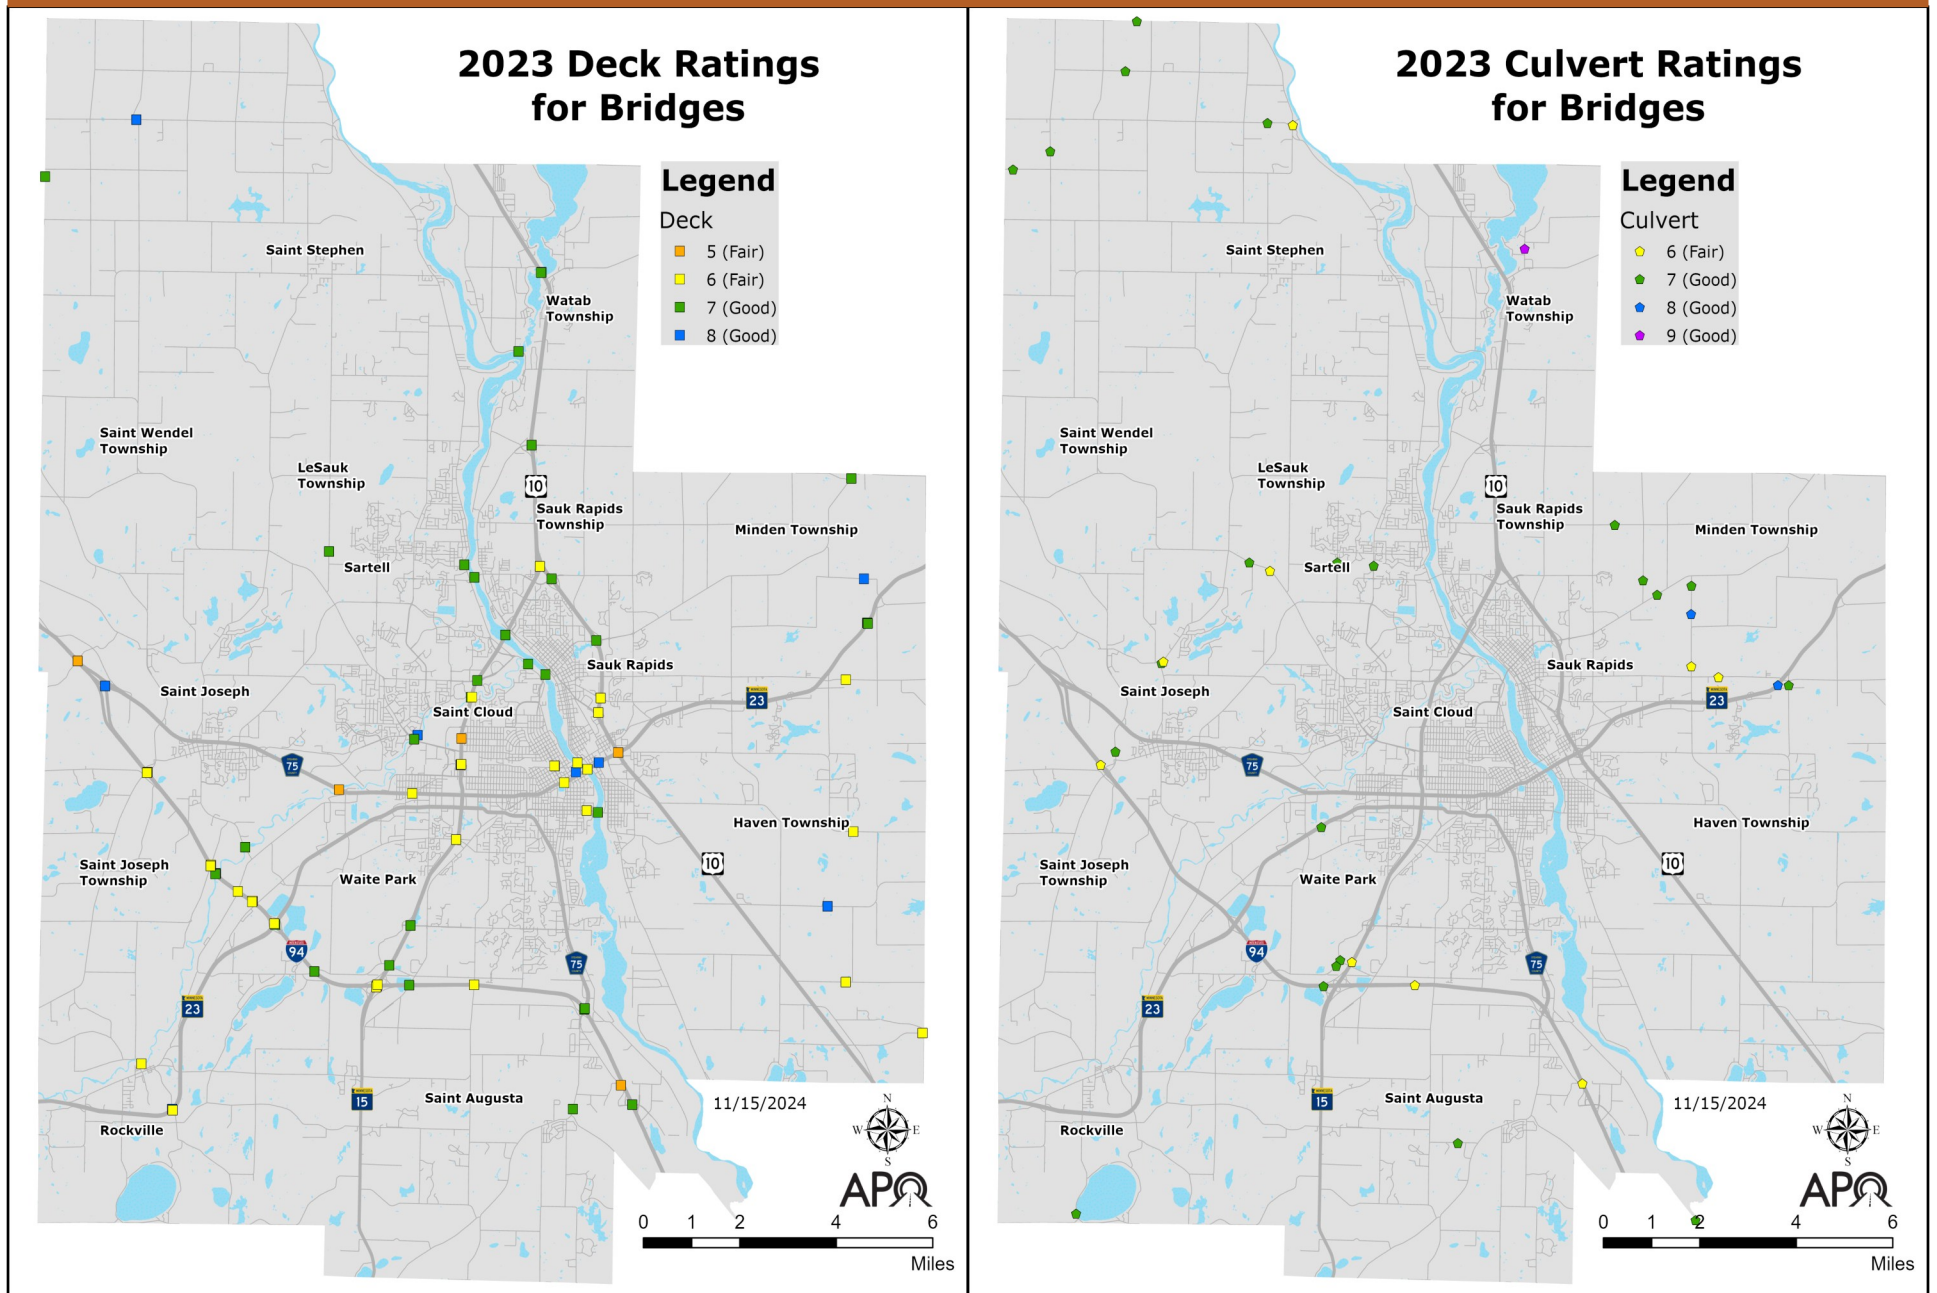 2023 Deck Ratings
for Bridges
Legend
Deck
5 (Fair)
6 (Fair)
7 (Good)
8 (Good)
Saint Stephen
Watab
Township
Saint Wendel
Township
LeSauk
Township
10
Sauk Rapids
Township
Minden Township
Sartell
Sauk Rapids
Saint Joseph
23
Saint Cloud
75
Haven Township
10
Saint Joseph
Township
Waite Park
94
75
23
15
Saint Augusta
11/15/2024
Rockville
N
W
E
S
APO
0 1 2 4 6
Miles
2023 Culvert Ratings
for Bridges
Legend
Culvert
6 (Fair)
7 (Good)
8 (Good)
9 (Good)
Saint Stephen
Watab
Township
Saint Wendel
Township
LeSauk
Township
10
Sauk Rapids
Township
Minden Township
Sartell
Sauk Rapids
Saint Joseph
23
Saint Cloud
75
Haven Township
10
Saint Joseph
Township
Waite Park
94
75
23
15
Saint Augusta
11/15/2024
Rockville
N
W
E
S
APO
0 1 2 4 6
Miles